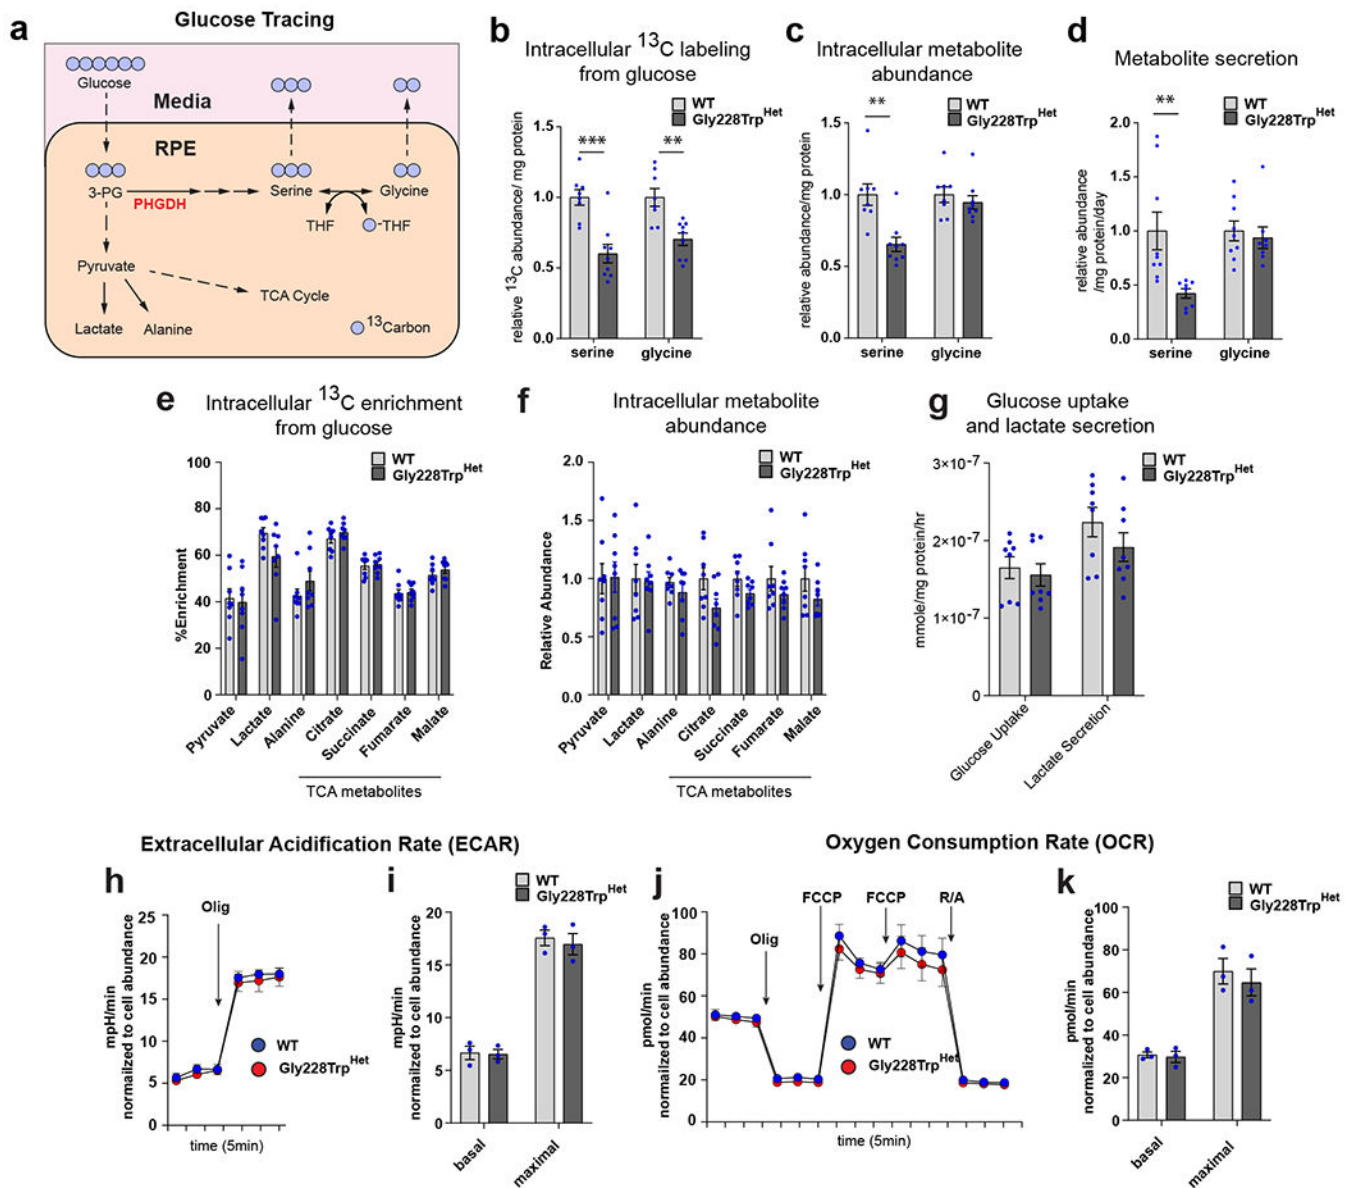 a
Glucose Tracing
Glucose
Media
RPE
3-PG
PHGDH
Serine
Glycine
THF
-THF
Pyruvate
TCA Cycle
Lactate
Alanine
13Carbon
b
Intracellular 13C labeling
from glucose
WT
Gly228TrpHet
relative 13C abundance/ mg protein
1.5
1.0
0.5
0.0
***
**
serine
glycine
c
Intracellular metabolite
abundance
WT
Gly228TrpHet
relative abundance/mg protein
1.5
1.0
0.5
0.0
**
serine
glycine
d
Metabolite secretion
WT
Gly228TrpHet
relative abundance
/mg protein/day
2.0
1.5
1.0
0.5
0.0
**
serine
glycine
e
Intracellular 13C enrichment
from glucose
WT
Gly228TrpHet
%Enrichment
100
80
60
40
20
0
Pyruvate
Lactate
Alanine
Citrate
Succinate
Fumarate
Malate
TCA metabolites
f
Intracellular metabolite
abundance
WT
Gly228TrpHet
Relative Abundance
2.0
1.5
1.0
0.5
0.0
Pyruvate
Lactate
Alanine
Citrate
Succinate
Fumarate
Malate
TCA metabolites
g
Glucose uptake
and lactate secretion
WT
Gly228TrpHet
mmole/mg protein/hr
3×10-7
2×10-7
1×10-7
0
Glucose Uptake
Lactate Secretion
Extracellular Acidification Rate (ECAR)
h
mpH/min
normailzed to cell abundance
25
20
15
10
5
0
Olig
WT
Gly228TrpHet
time (5min)
i
WT
Gly228TrpHet
mpH/min
normalized to cell abundance
20
15
10
5
0
basal
maximal
Oxygen Consumption Rate (OCR)
j
pmol/min
normalized to cell abundance
100
80
60
40
20
0
Olig
FCCP
FCCP
R/A
WT
Gly228TrpHet
time (5min)
k
WT
Gly228TrpHet
pmol/min
normalized to cell abundance
100
80
60
40
20
0
basal
maximal